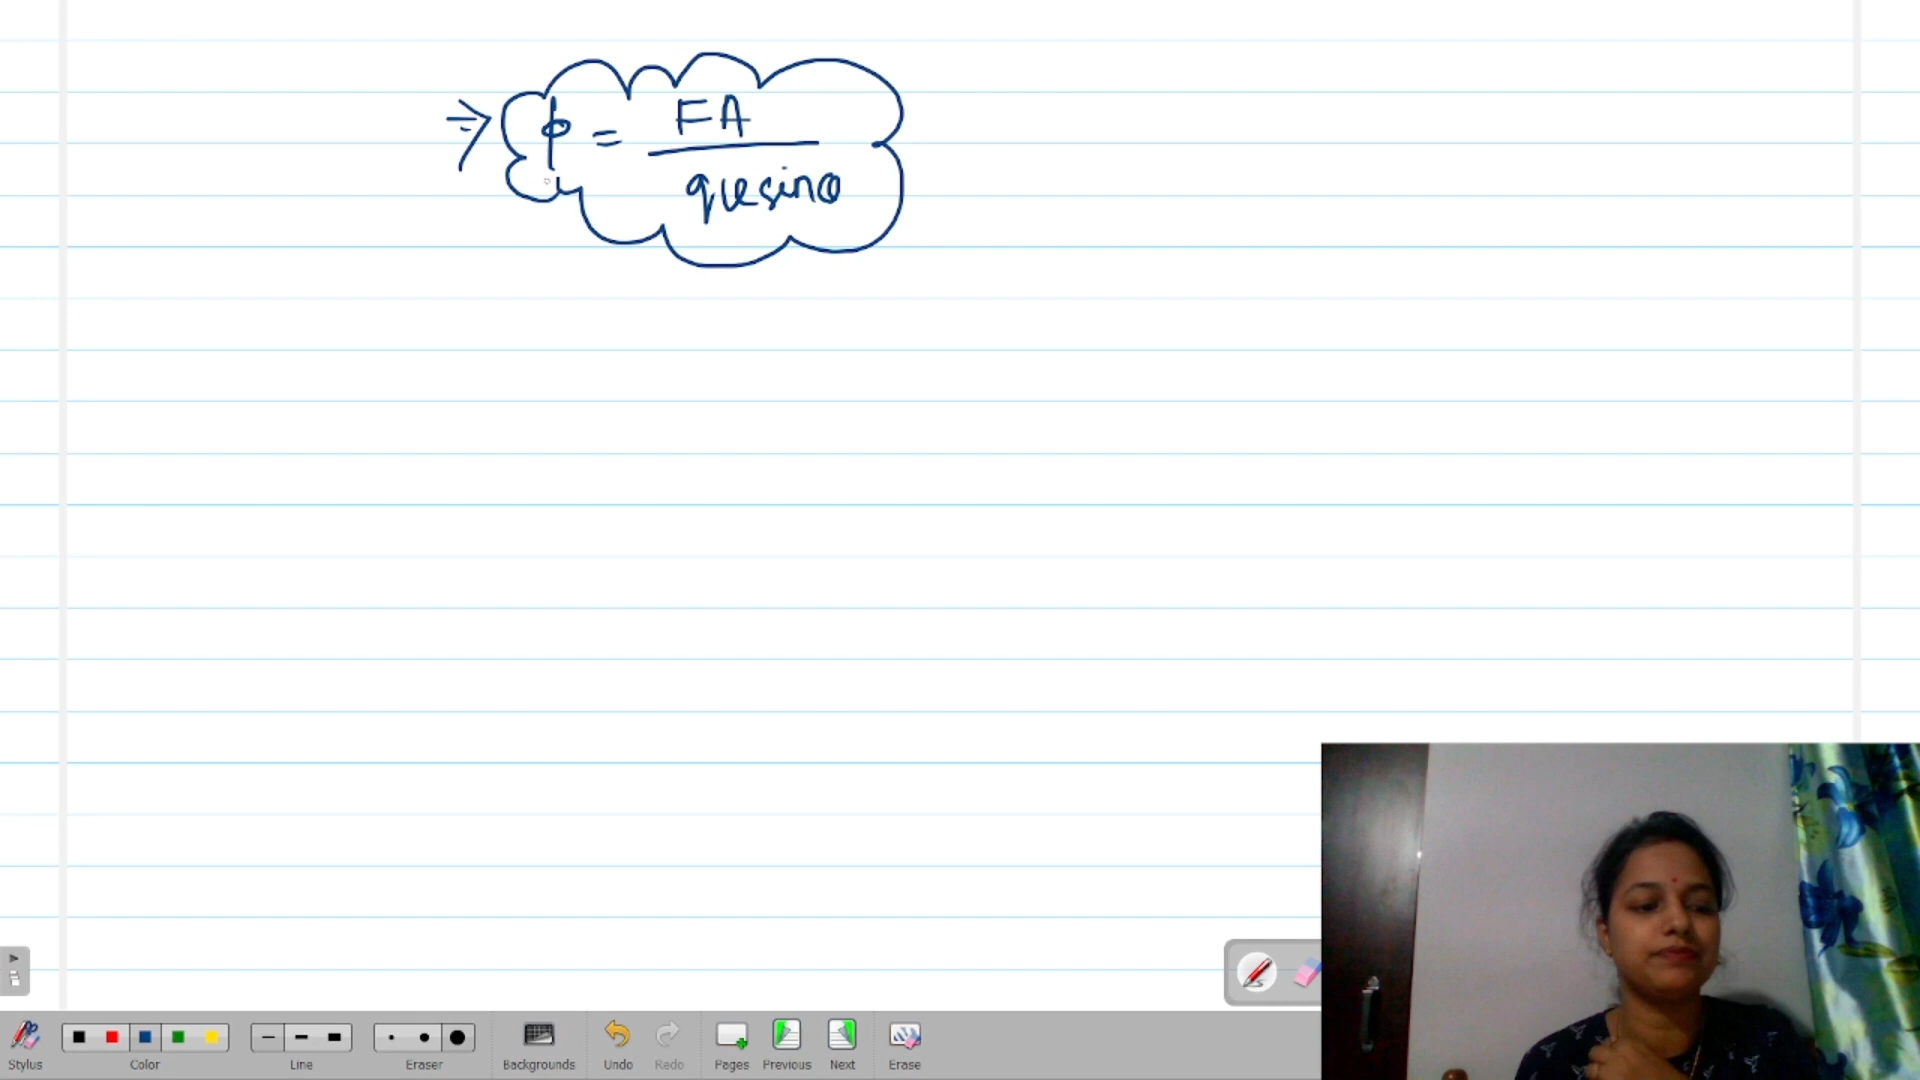 ⇒ ϕ = FA
qvesinθ
Stylus Color Line Eraser Backgrounds Undo Redo Pages Previous Next Erase